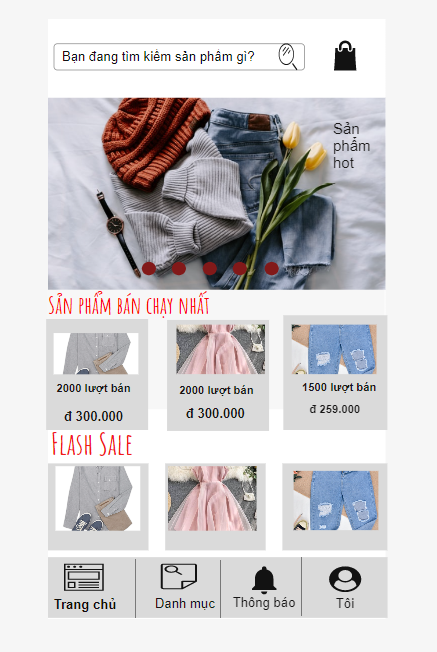 Bạn đang tìm kiếm sản phẩm gì?
Sản
phẩm
hot
Sản phẩm bán chạy nhất
2000 lượt bán
2000 lượt bán
1500 lượt bán
đ 300.000
đ 300.000
đ 259.000
Flash Sale
Trang chủ
Danh mục
Thông báo
Tôi